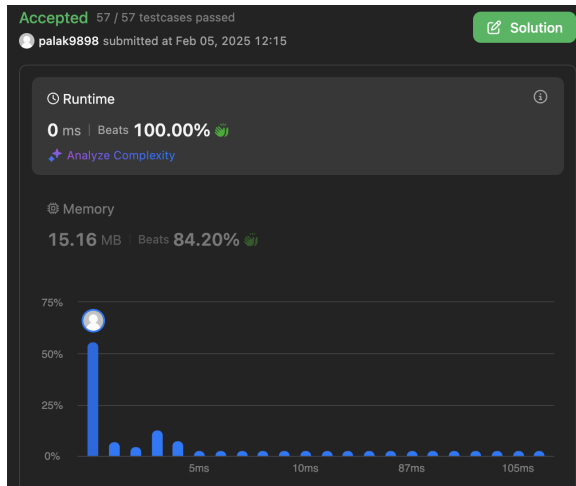 Accepted 57 / 57 testcases passed
Solution
palak9898 submitted at Feb 05, 2025 12:15
Runtime
0 ms | Beats 100.00%
Analyze Complexity
Memory
15.16 MB | Beats 84.20%
75%
50%
25%
0%
5ms 10ms 87ms 105ms